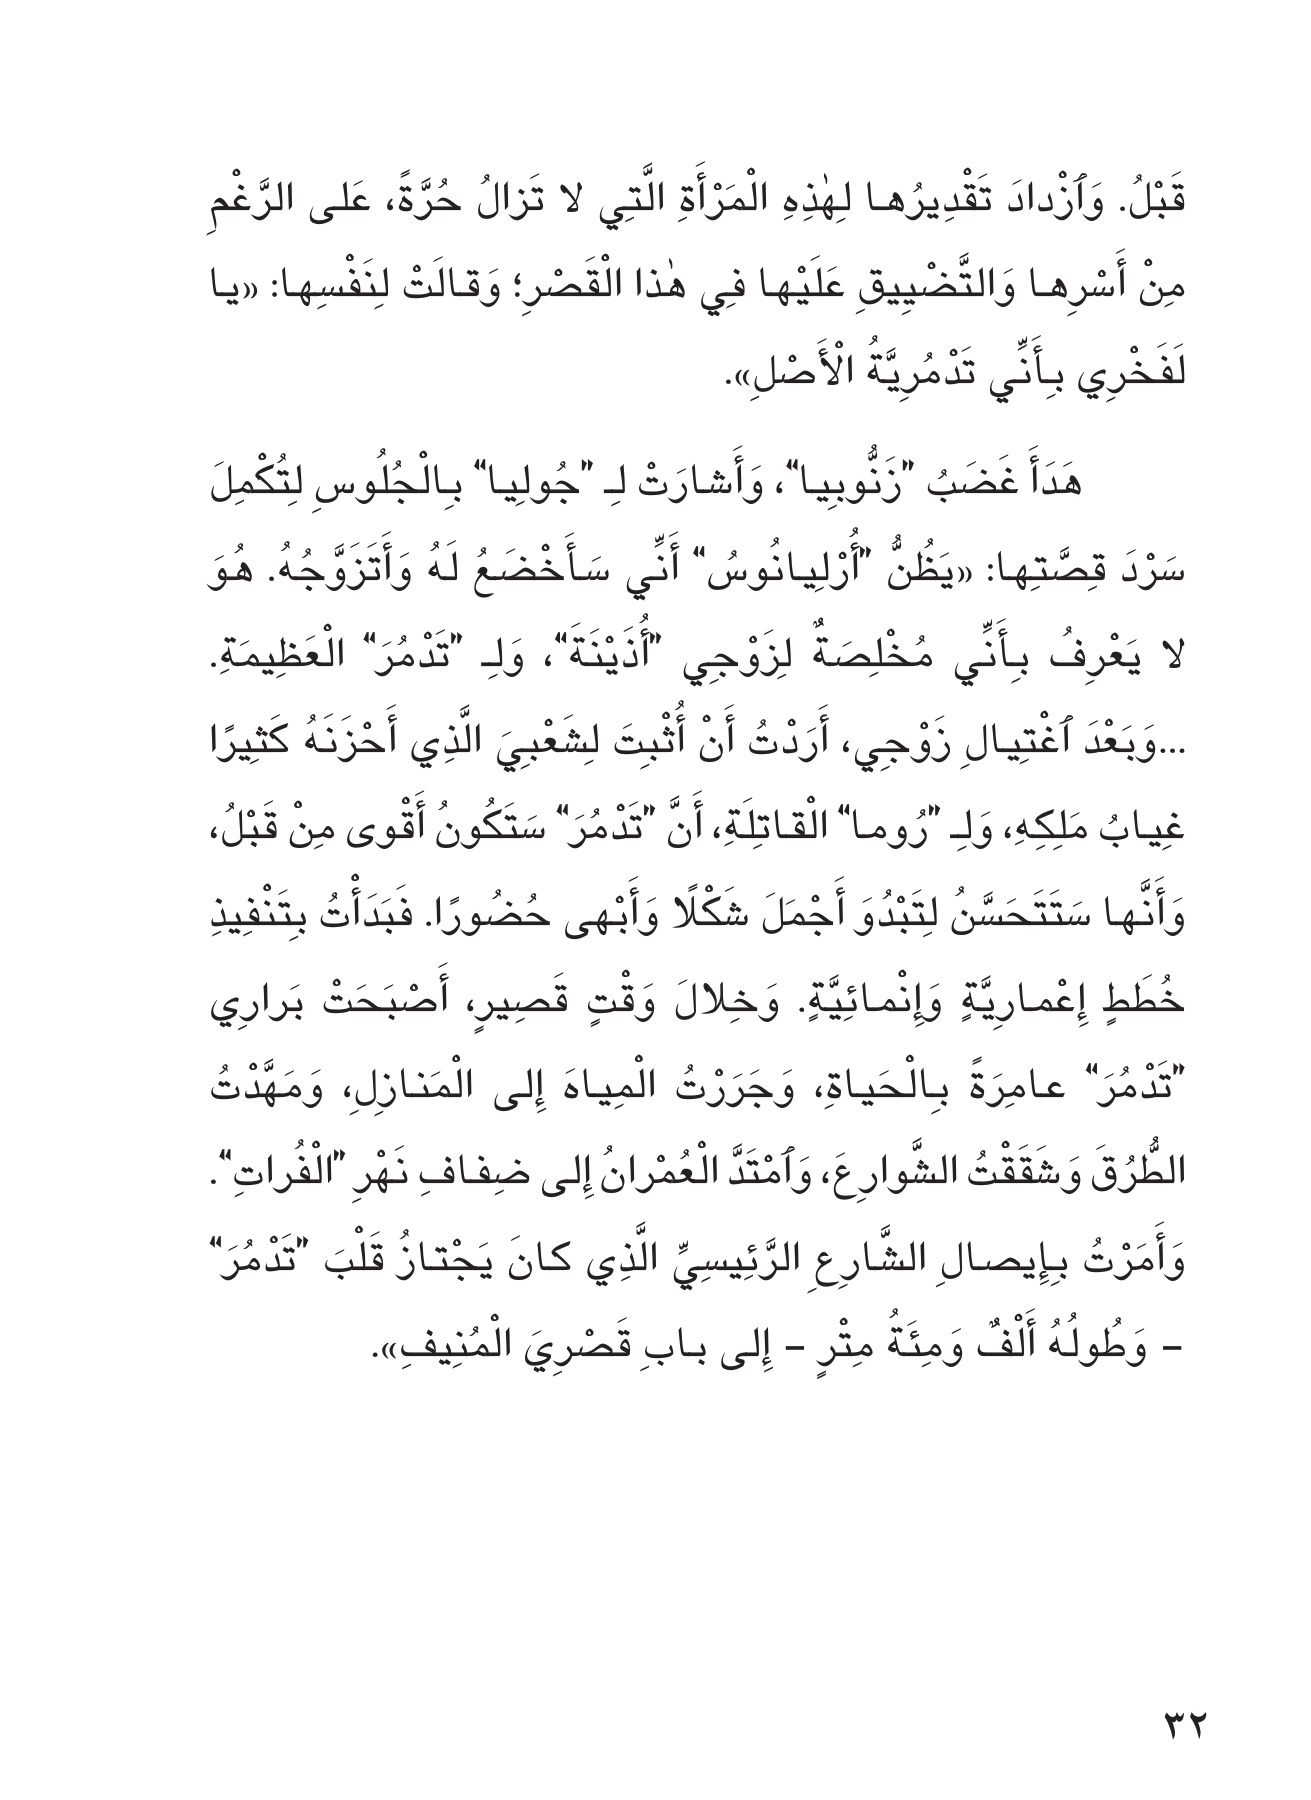 قَبْلُ. وَٱزْدادَ تَقْدِيرُها لِهٰذِهِ الْمَرْأَةِ الَّتِي لا تَزالُ حُرَّةً، عَلى الرَّغْمِ
مِنْ أَسْرِها وَالتَّضْيِيقِ عَلَيْها فِي هٰذا الْقَصْرِ؛ وَقالَتْ لِنَفْسِها: «يا
لَفَخْرِي بِأَنِّي تَدْمُرِيَّةُ الْأَصْلِ».
هَدَأَ غَضَبُ "زَنُّوبِيا"، وَأَشارَتْ لِـ "جُولِيا" بِالْجُلُوسِ لِتُكْمِلَ
سَرْدَ قِصَّتِها: «يَظُنُّ "أُرْلِيانُوسُ" أَنِّي سَأَخْضَعُ لَهُ وَأَتَزَوَّجُهُ. هُوَ
لا يَعْرِفُ بِأَنِّي مُخْلِصَةٌ لِزَوْجِي "أُذَيْنَةَ"، وَلِـ "تَدْمُرَ" الْعَظِيمَةِ.
...وَبَعْدَ ٱغْتِيالِ زَوْجِي، أَرَدْتُ أَنْ أُثْبِتَ لِشَعْبِيَ الَّذِي أَحْزَنَهُ كَثِيرًا
غِيابُ مَلِكِهِ، وَلِـ "رُوما" الْقاتِلَةِ، أَنَّ "تَدْمُرَ" سَتَكُونُ أَقْوى مِنْ قَبْلُ،
وَأَنَّها سَتَتَحَسَّنُ لِتَبْدُوَ أَجْمَلَ شَكْلًا وَأَبْهى حُضُورًا. فَبَدَأْتُ بِتَنْفِيذِ
خُطَطٍ إِعْمارِيَّةٍ وَإِنْمائِيَّةٍ. وَخِلالَ وَقْتٍ قَصِيرٍ، أَصْبَحَتْ بَرارِي
"تَدْمُرَ" عامِرَةً بِالْحَياةِ، وَجَرَرْتُ الْمِياهَ إِلى الْمَنازِلِ، وَمَهَّدْتُ
الطُّرُقَ وَشَقَقْتُ الشَّوارِعَ، وَٱمْتَدَّ الْعُمْرانُ إِلى ضِفافِ نَهْرِ "الْفُراتِ".
وَأَمَرْتُ بِإِيصالِ الشَّارِعِ الرَّئِيسِيِّ الَّذِي كانَ يَجْتازُ قَلْبَ "تَدْمُرَ"
– وَطُولُهُ أَلْفٌ وَمِئَةُ مِتْرٍ – إِلى بابِ قَصْرِيَ الْمُنِيفِ».
٣٢